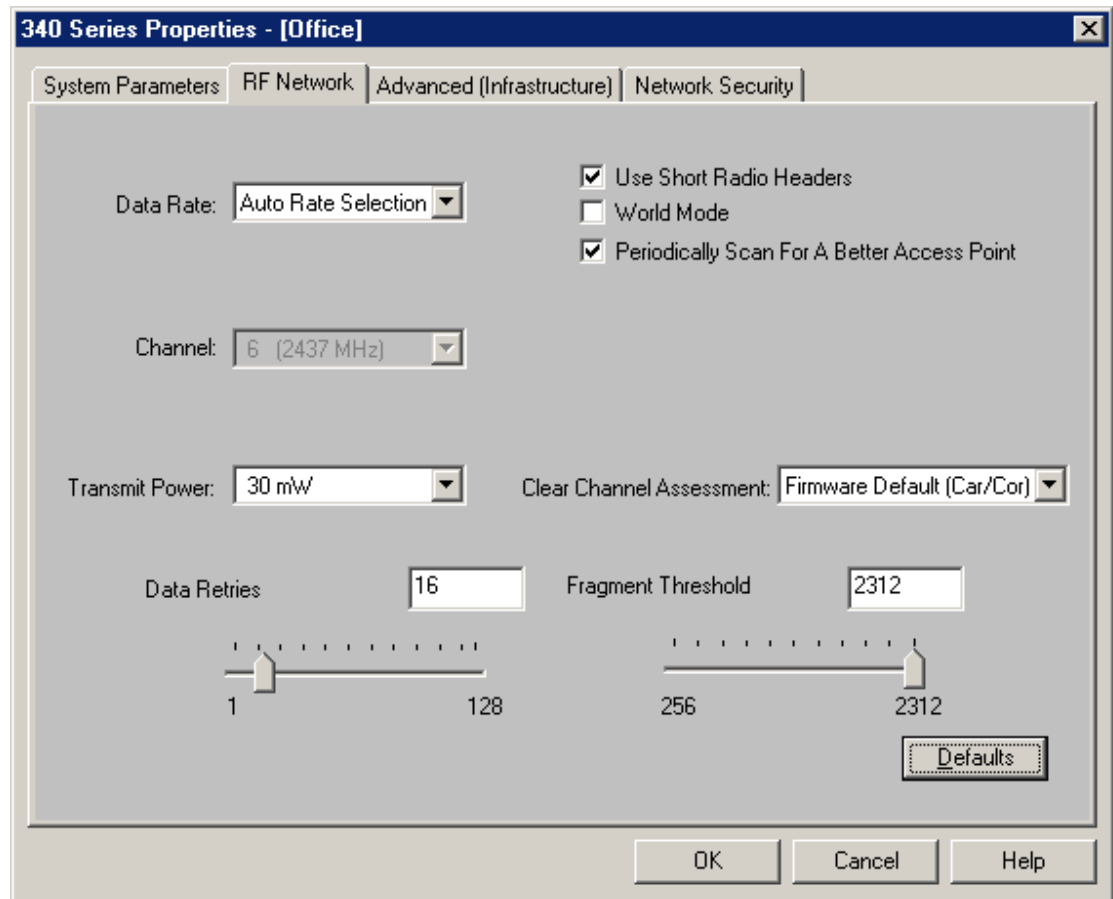 340 Series Properties - [Office]
System Parameters
RF Network
Advanced (Infrastructure)
Network Security
Data Rate: Auto Rate Selection
Use Short Radio Headers
World Mode
Periodically Scan For A Better Access Point
Channel: 6 (2437 MHz)
Transmit Power: 30 mW
Clear Channel Assessment: Firmware Default (Car/Cor)
Data Retries 16
Fragment Threshold 2312
1 128
256 2312
Defaults
OK
Cancel
Help